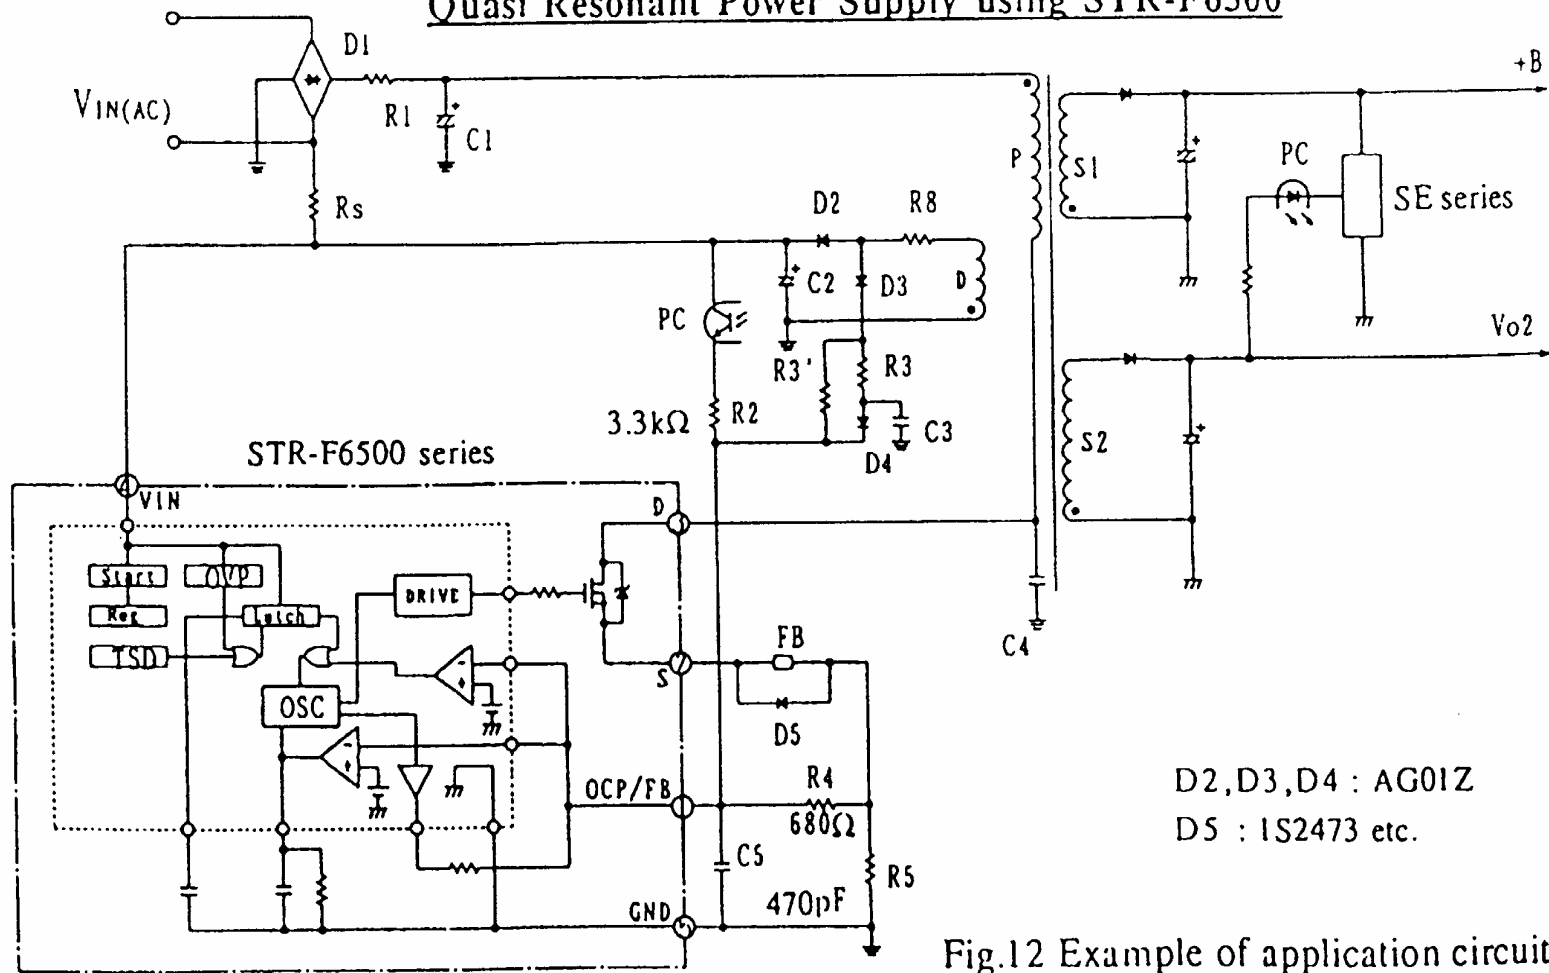 Quasi Resonant Power Supply using STR-F6500
D1
+B
VIN(AC)
R1
C1
P
S1
PC
SE series
Rs
D2
R8
C2
D3
D
PC
Vo2
R3'
R3
3.3kΩ
R2
C3
D4
S2
STR-F6500 series
VIN
D
Start
OVP
DRIVE
Reg
Latch
TSD
C4
FB
S
OSC
D5
D2,D3,D4 : AG01Z
OCP/FB
R4
680Ω
D5 : 1S2473 etc.
C5
R5
470pF
GND
Fig.12 Example of application circuit